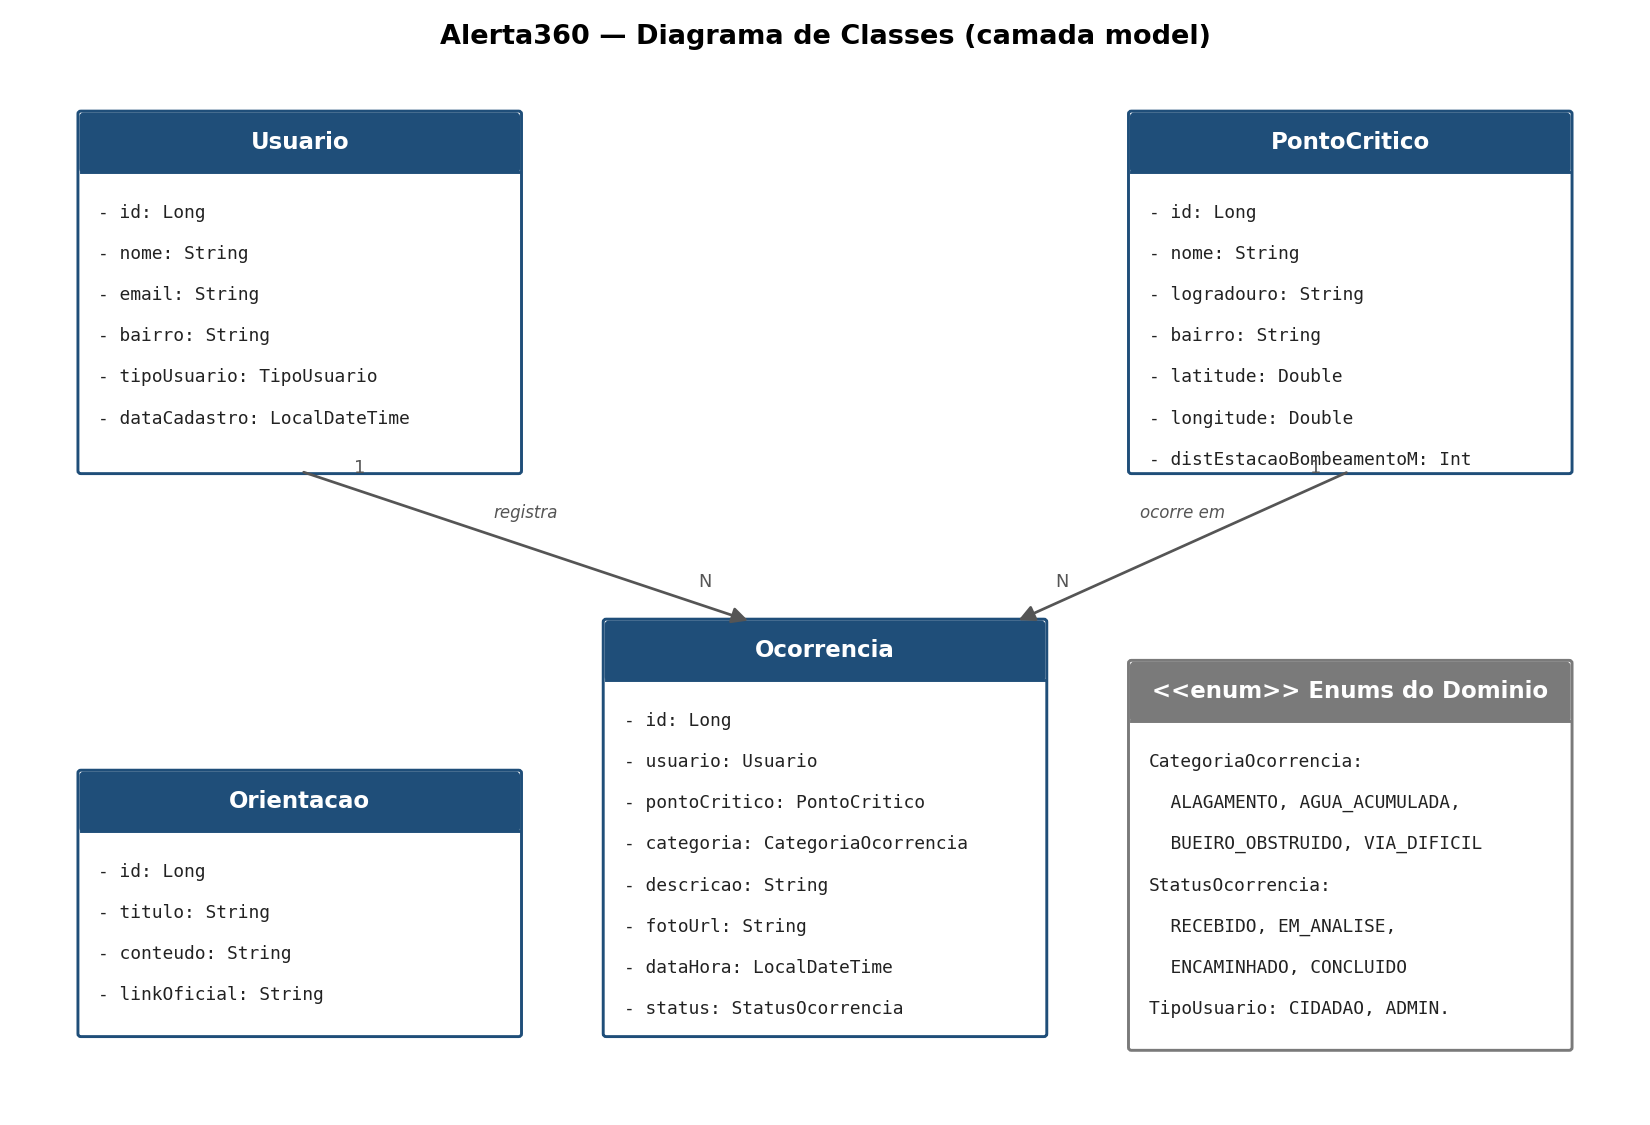 Alerta360 — Diagrama de Classes (camada model)
Usuario
- id: Long
- nome: String
- email: String
- bairro: String
- tipoUsuario: TipoUsuario
- dataCadastro: LocalDateTime
PontoCritico
- id: Long
- nome: String
- logradouro: String
- bairro: String
- latitude: Double
- longitude: Double
- distEstacaoBombeamentoM: Int
1
1
registra
ocorre em
N
N
Ocorrencia
- id: Long
- usuario: Usuario
- pontoCritico: PontoCritico
- categoria: CategoriaOcorrencia
- descricao: String
- fotoUrl: String
- dataHora: LocalDateTime
- status: StatusOcorrencia
Orientacao
- id: Long
- titulo: String
- conteudo: String
- linkOficial: String
<<enum>> Enums do Dominio
CategoriaOcorrencia:
ALAGAMENTO, AGUA_ACUMULADA,
BUEIRO_OBSTRUIDO, VIA_DIFICIL
StatusOcorrencia:
RECEBIDO, EM_ANALISE,
ENCAMINHADO, CONCLUIDO
TipoUsuario: CIDADAO, ADMIN.